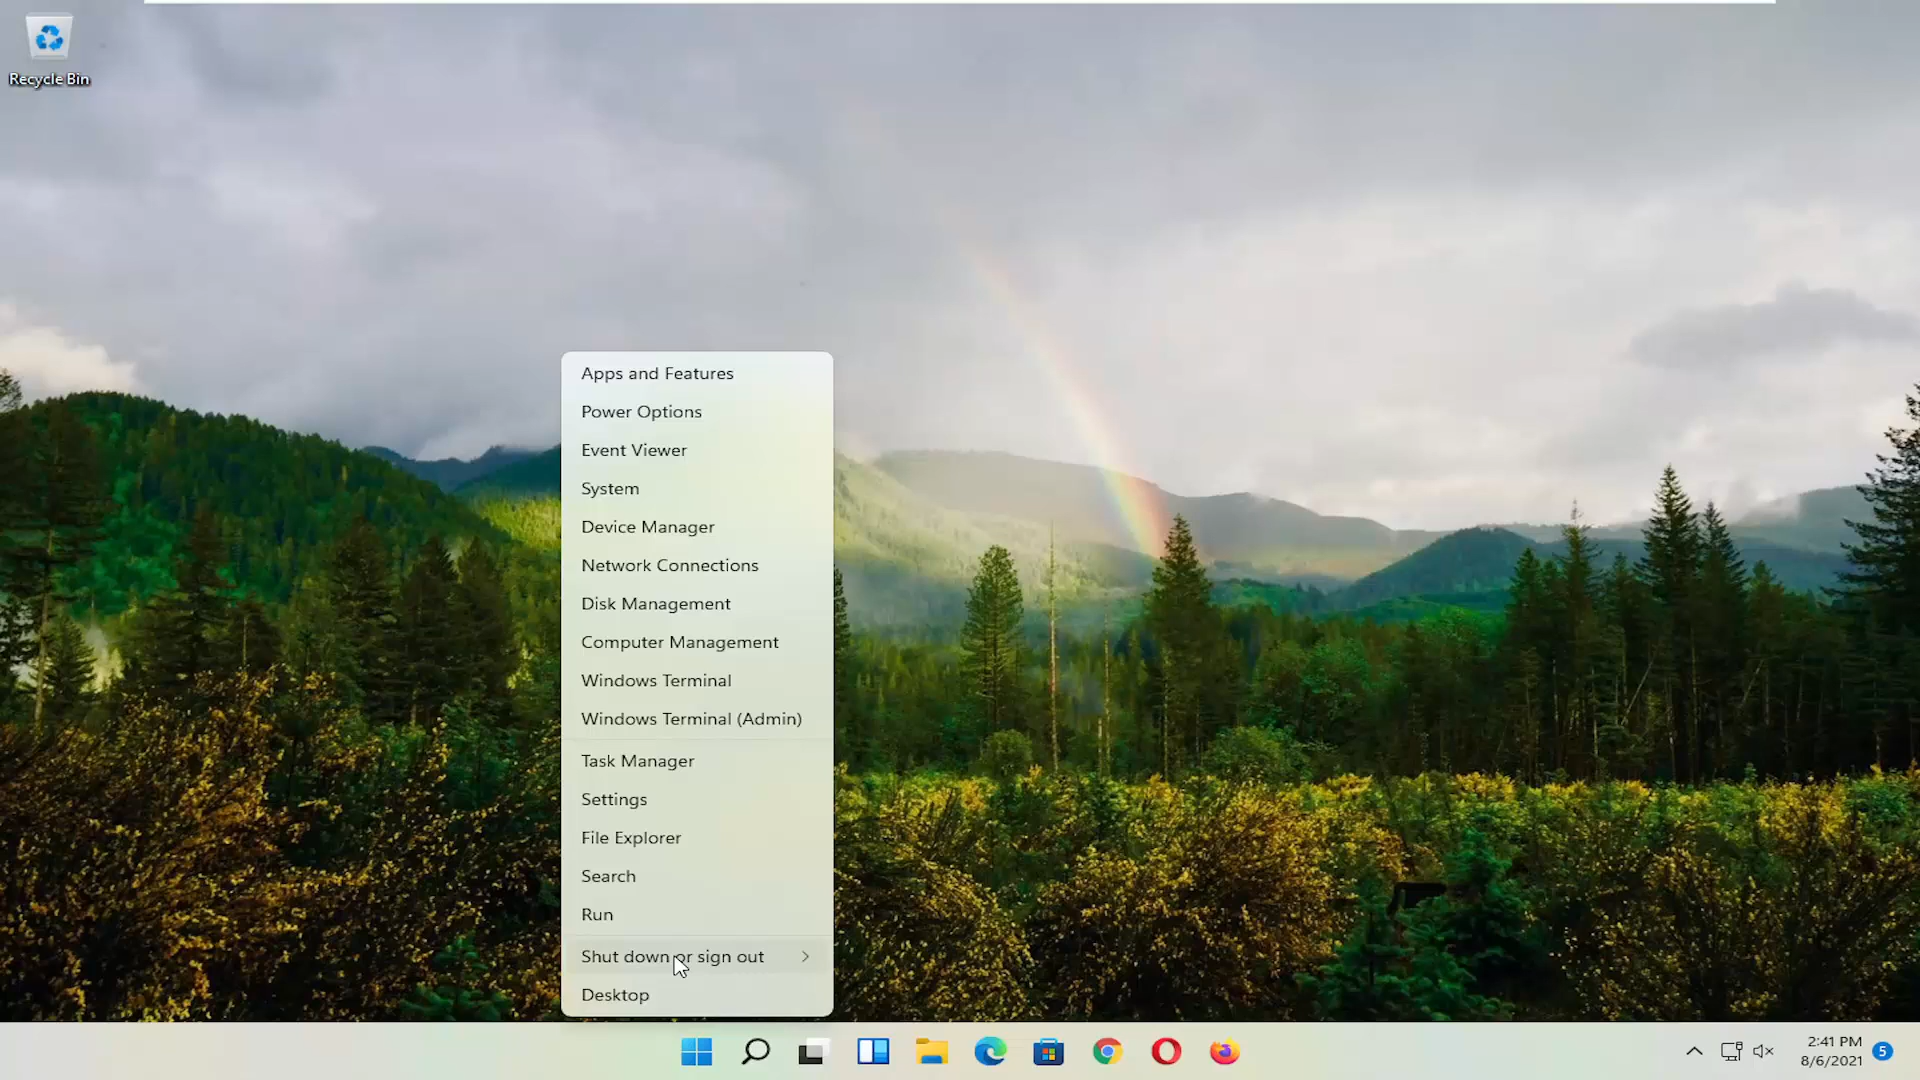 Recycle Bin
Apps and Features
Power Options
Event Viewer
System
Device Manager
Network Connections
Disk Management
Computer Management
Windows Terminal
Windows Terminal (Admin)
Task Manager
Settings
File Explorer
Search
Run
Shut down or sign out
Desktop
2:41 PM
8/6/2021
5